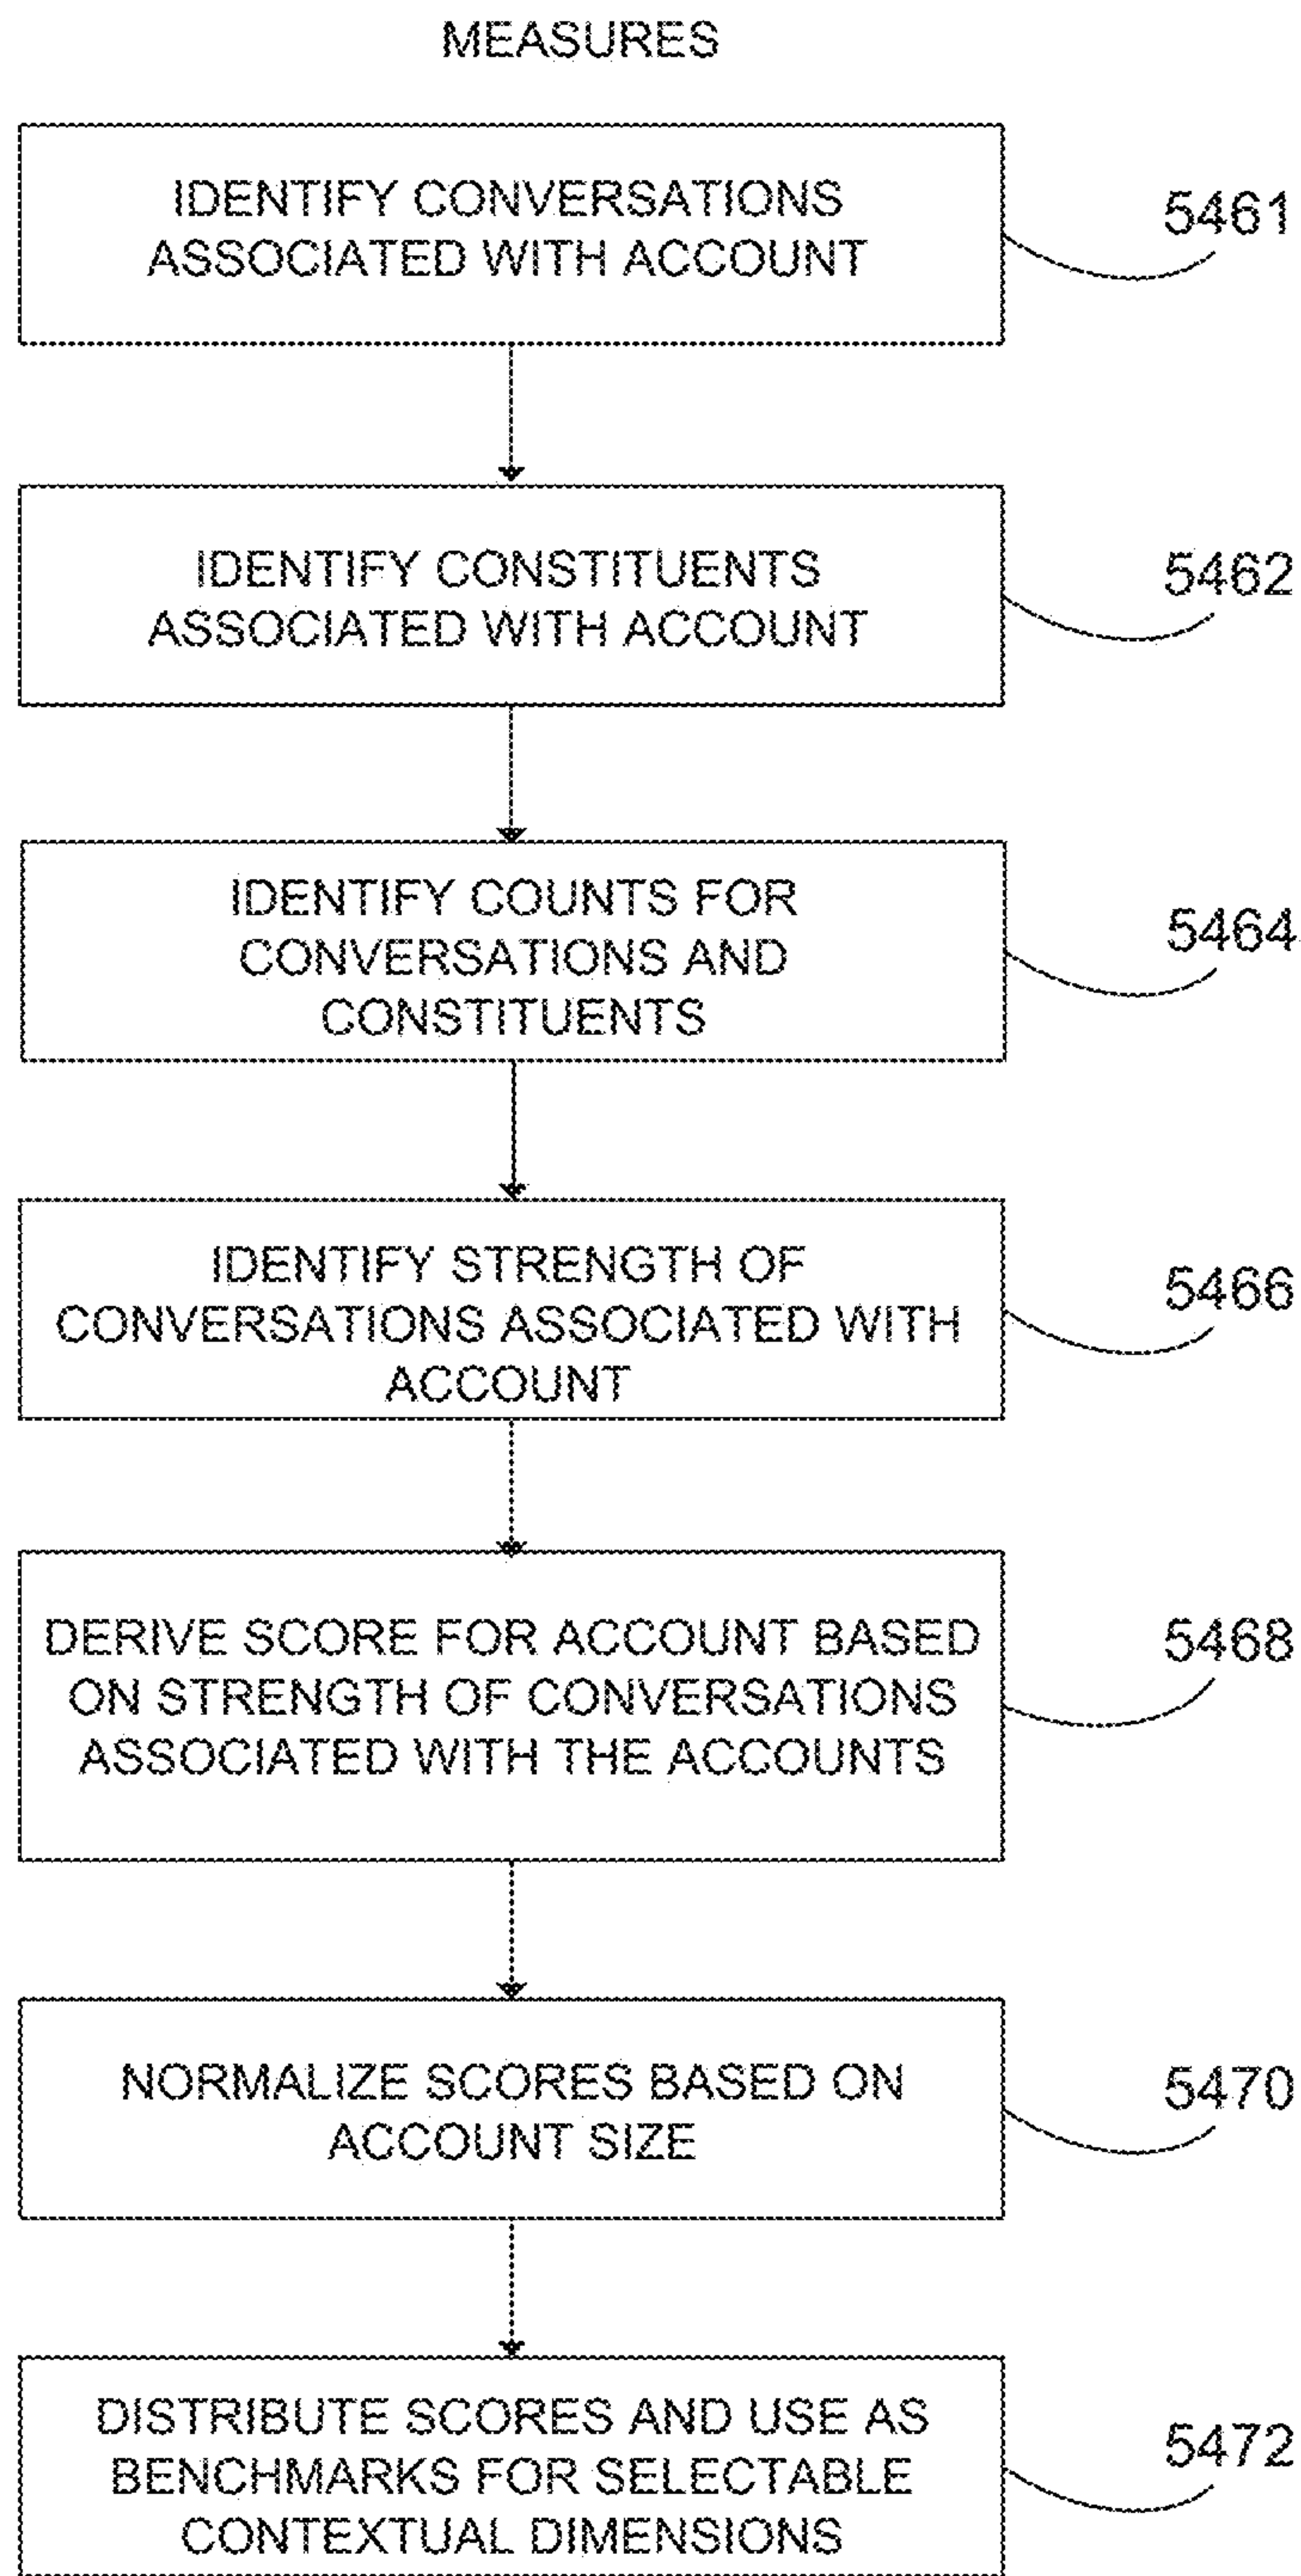 MEASURES
IDENTIFY CONVERSATIONS
ASSOCIATED WITH ACCOUNT
5461
IDENTIFY CONSTITUENTS
ASSOCIATED WITH ACCOUNT
5462
IDENTIFY COUNTS FOR
CONVERSATIONS AND
CONSTITUENTS
5464
IDENTIFY STRENGTH OF
CONVERSATIONS ASSOCIATED WITH
ACCOUNT
5466
DERIVE SCORE FOR ACCOUNT BASED
ON STRENGTH OF CONVERSATIONS
ASSOCIATED WITH THE ACCOUNTS
5468
NORMALIZE SCORES BASED ON
ACCOUNT SIZE
5470
DISTRIBUTE SCORES AND USE AS
BENCHMARKS FOR SELECTABLE
CONTEXTUAL DIMENSIONS
5472